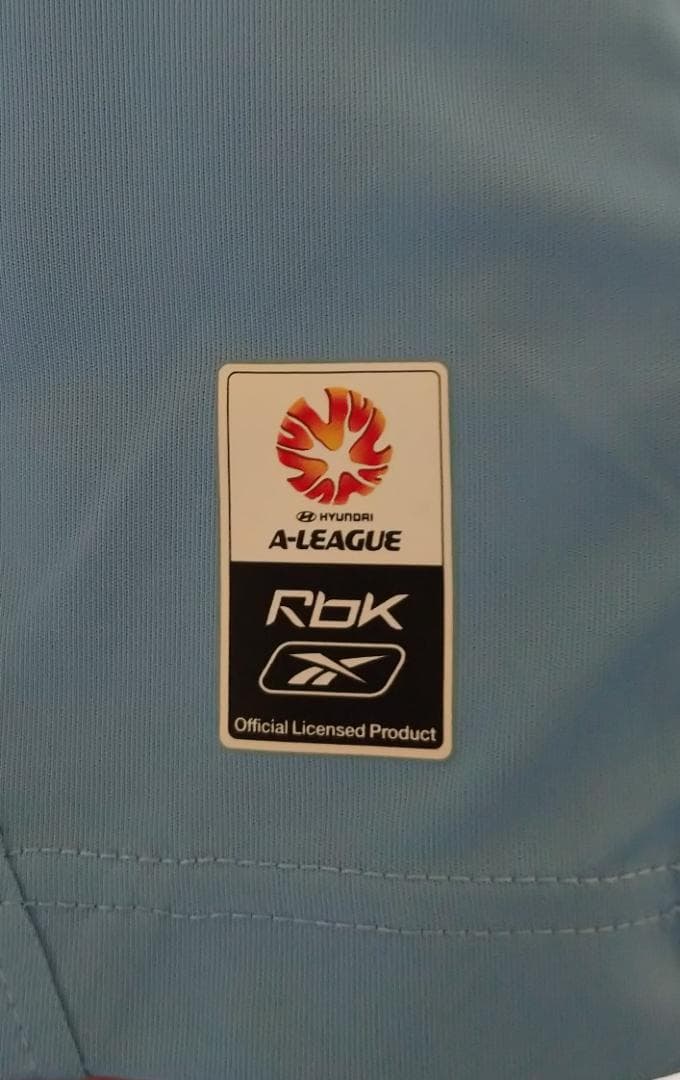 HYUNDAI
A-LEAGUE
RbK
Official Licensed Product